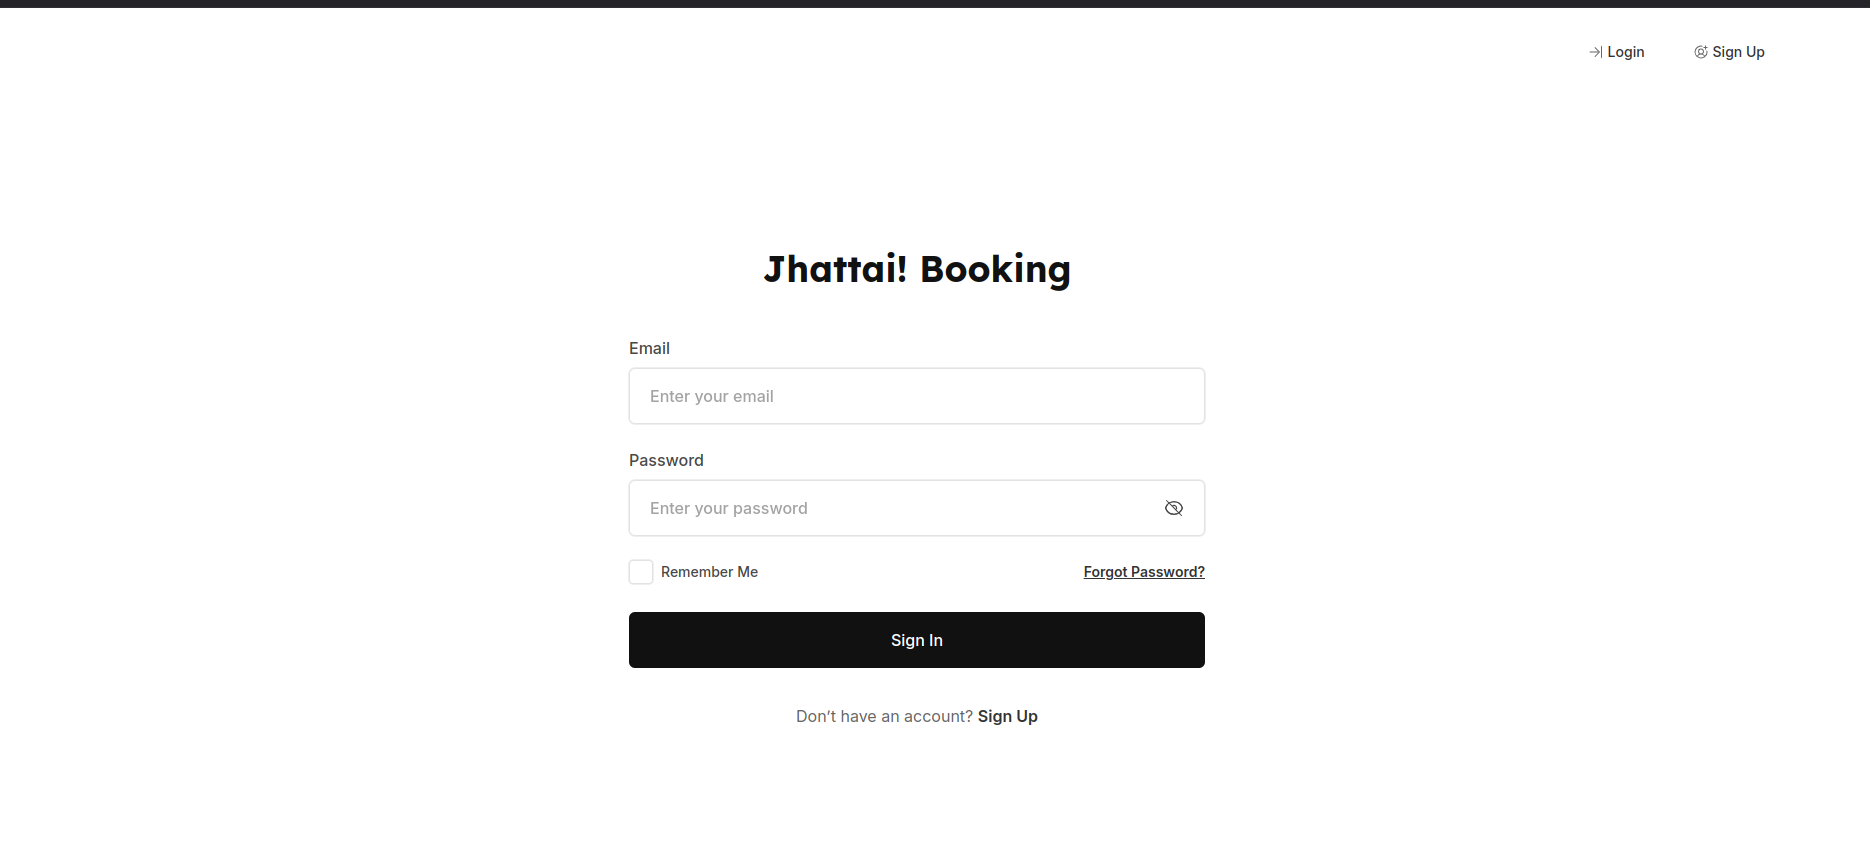 Login Sign Up
Jhattai! Booking
Email
Enter your email
Password
Enter your password
Remember Me Forgot Password?
Sign In
Don't have an account? Sign Up